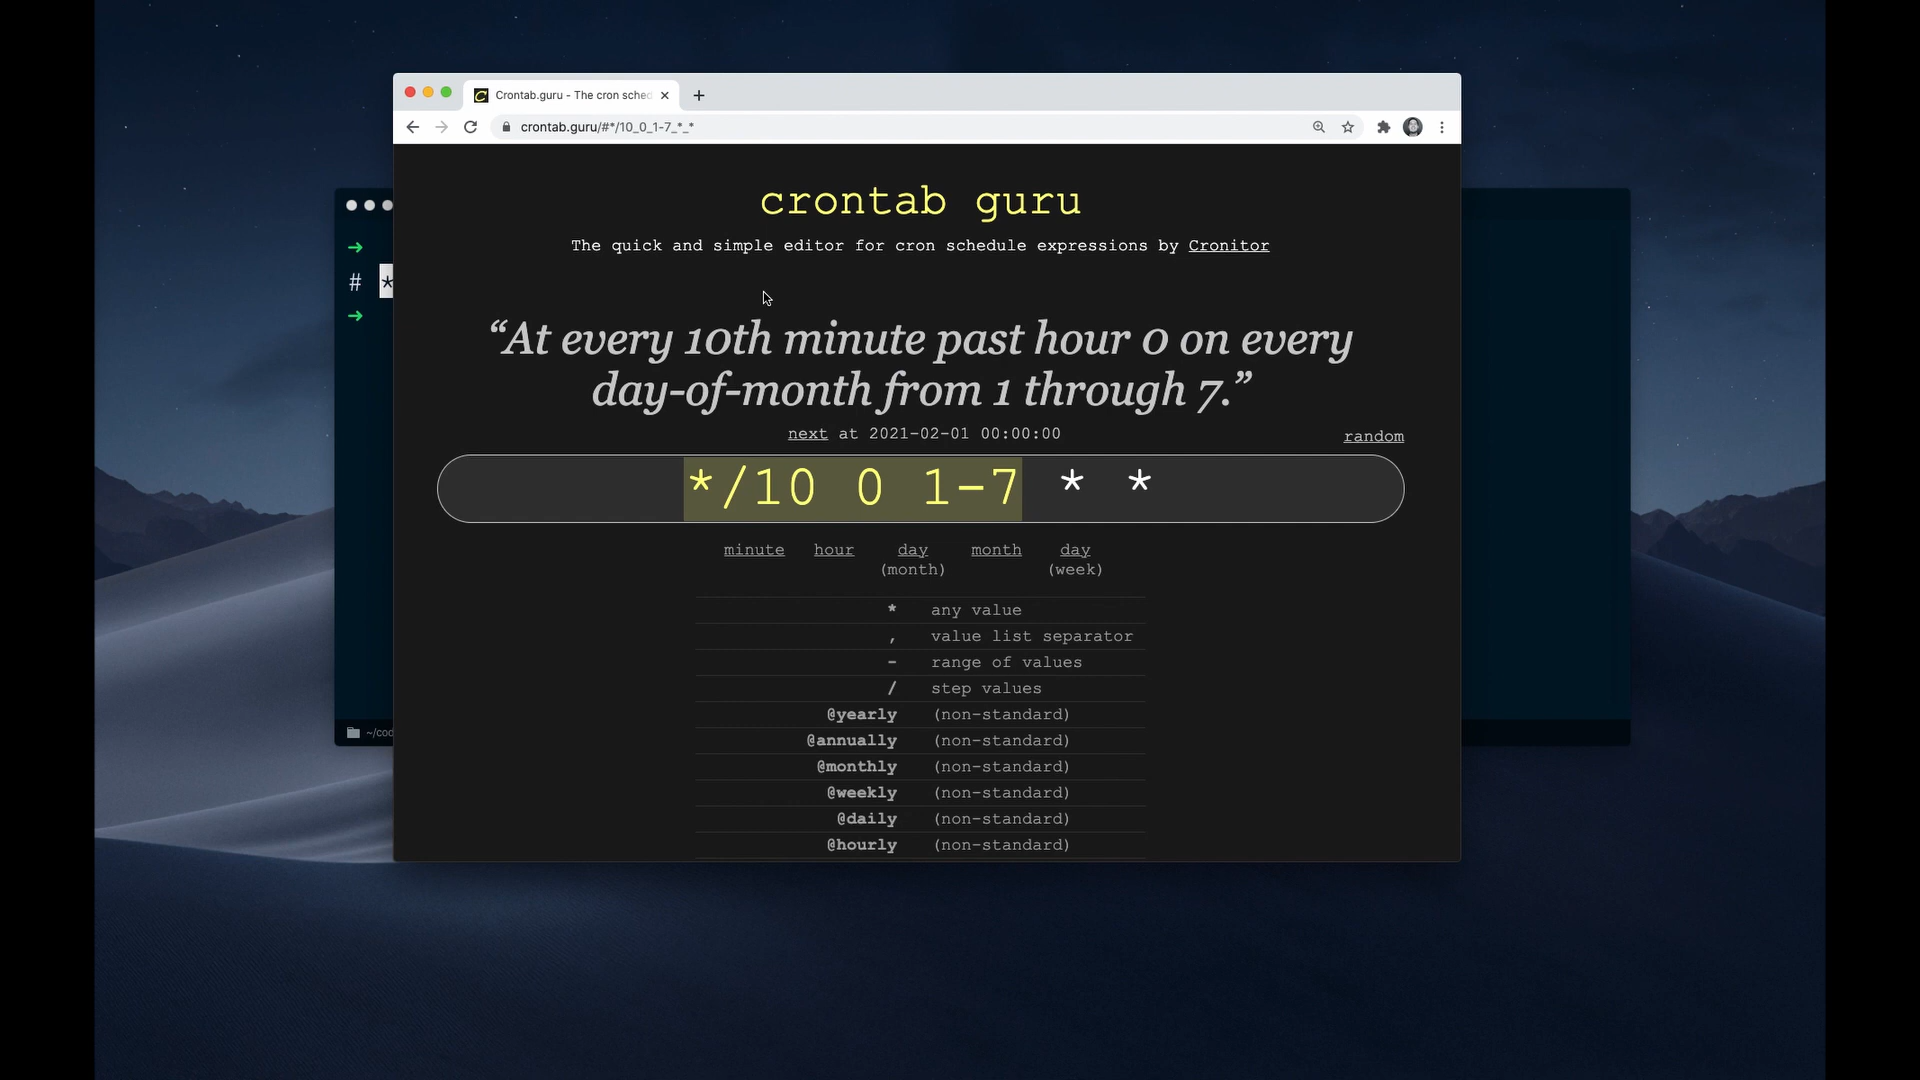 Crontab.guru - The cron sched
crontab.guru/#*/10_0_1-7_*_*
# *
~/cod
crontab guru
The quick and simple editor for cron schedule expressions by Cronitor
“At every 10th minute past hour 0 on every
day-of-month from 1 through 7.”
next at 2021-02-01 00:00:00
random
*/10 0 1-7 * *
minute hour day month day
(month) (week)
* any value
, value list separator
- range of values
/ step values
@yearly (non-standard)
@annually (non-standard)
@monthly (non-standard)
@weekly (non-standard)
@daily (non-standard)
@hourly (non-standard)